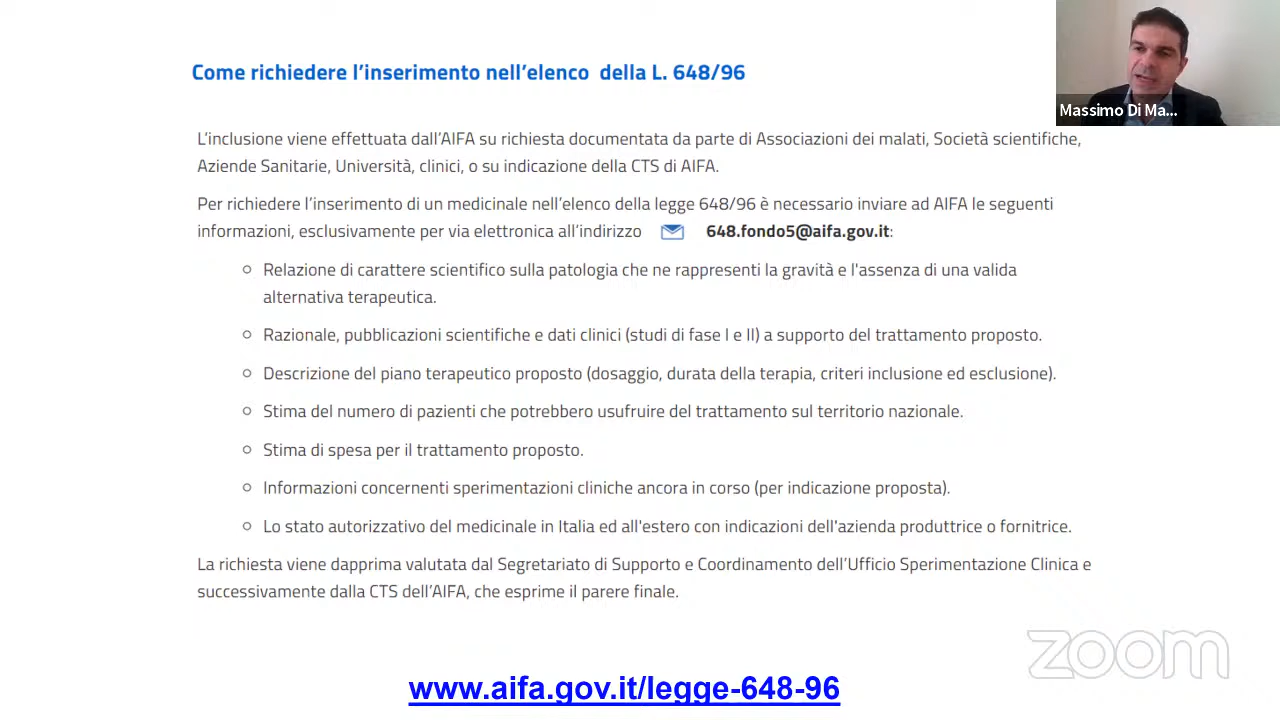 Come richiedere l’inserimento nell’elenco della L. 648/96
Massimo Di Ma...
L’inclusione viene effettuata dall’AIFA su richiesta documentata da parte di Associazioni dei malati, Società scientifiche,
Aziende Sanitarie, Università, clinici, o su indicazione della CTS di AIFA.
Per richiedere l’inserimento di un medicinale nell’elenco della legge 648/96 è necessario inviare ad AIFA le seguenti
informazioni, esclusivamente per via elettronica all’indirizzo 648.fondo5@aifa.gov.it:
Relazione di carattere scientifico sulla patologia che ne rappresenti la gravità e l'assenza di una valida
alternativa terapeutica.
Razionale, pubblicazioni scientifiche e dati clinici (studi di fase I e II) a supporto del trattamento proposto.
Descrizione del piano terapeutico proposto (dosaggio, durata della terapia, criteri inclusione ed esclusione).
Stima del numero di pazienti che potrebbero usufruire del trattamento sul territorio nazionale.
Stima di spesa per il trattamento proposto.
Informazioni concernenti sperimentazioni cliniche ancora in corso (per indicazione proposta).
Lo stato autorizzativo del medicinale in Italia ed all'estero con indicazioni dell'azienda produttrice o fornitrice.
La richiesta viene dapprima valutata dal Segretariato di Supporto e Coordinamento dell’Ufficio Sperimentazione Clinica e
successivamente dalla CTS dell’AIFA, che esprime il parere finale.
zoom
www.aifa.gov.it/legge-648-96